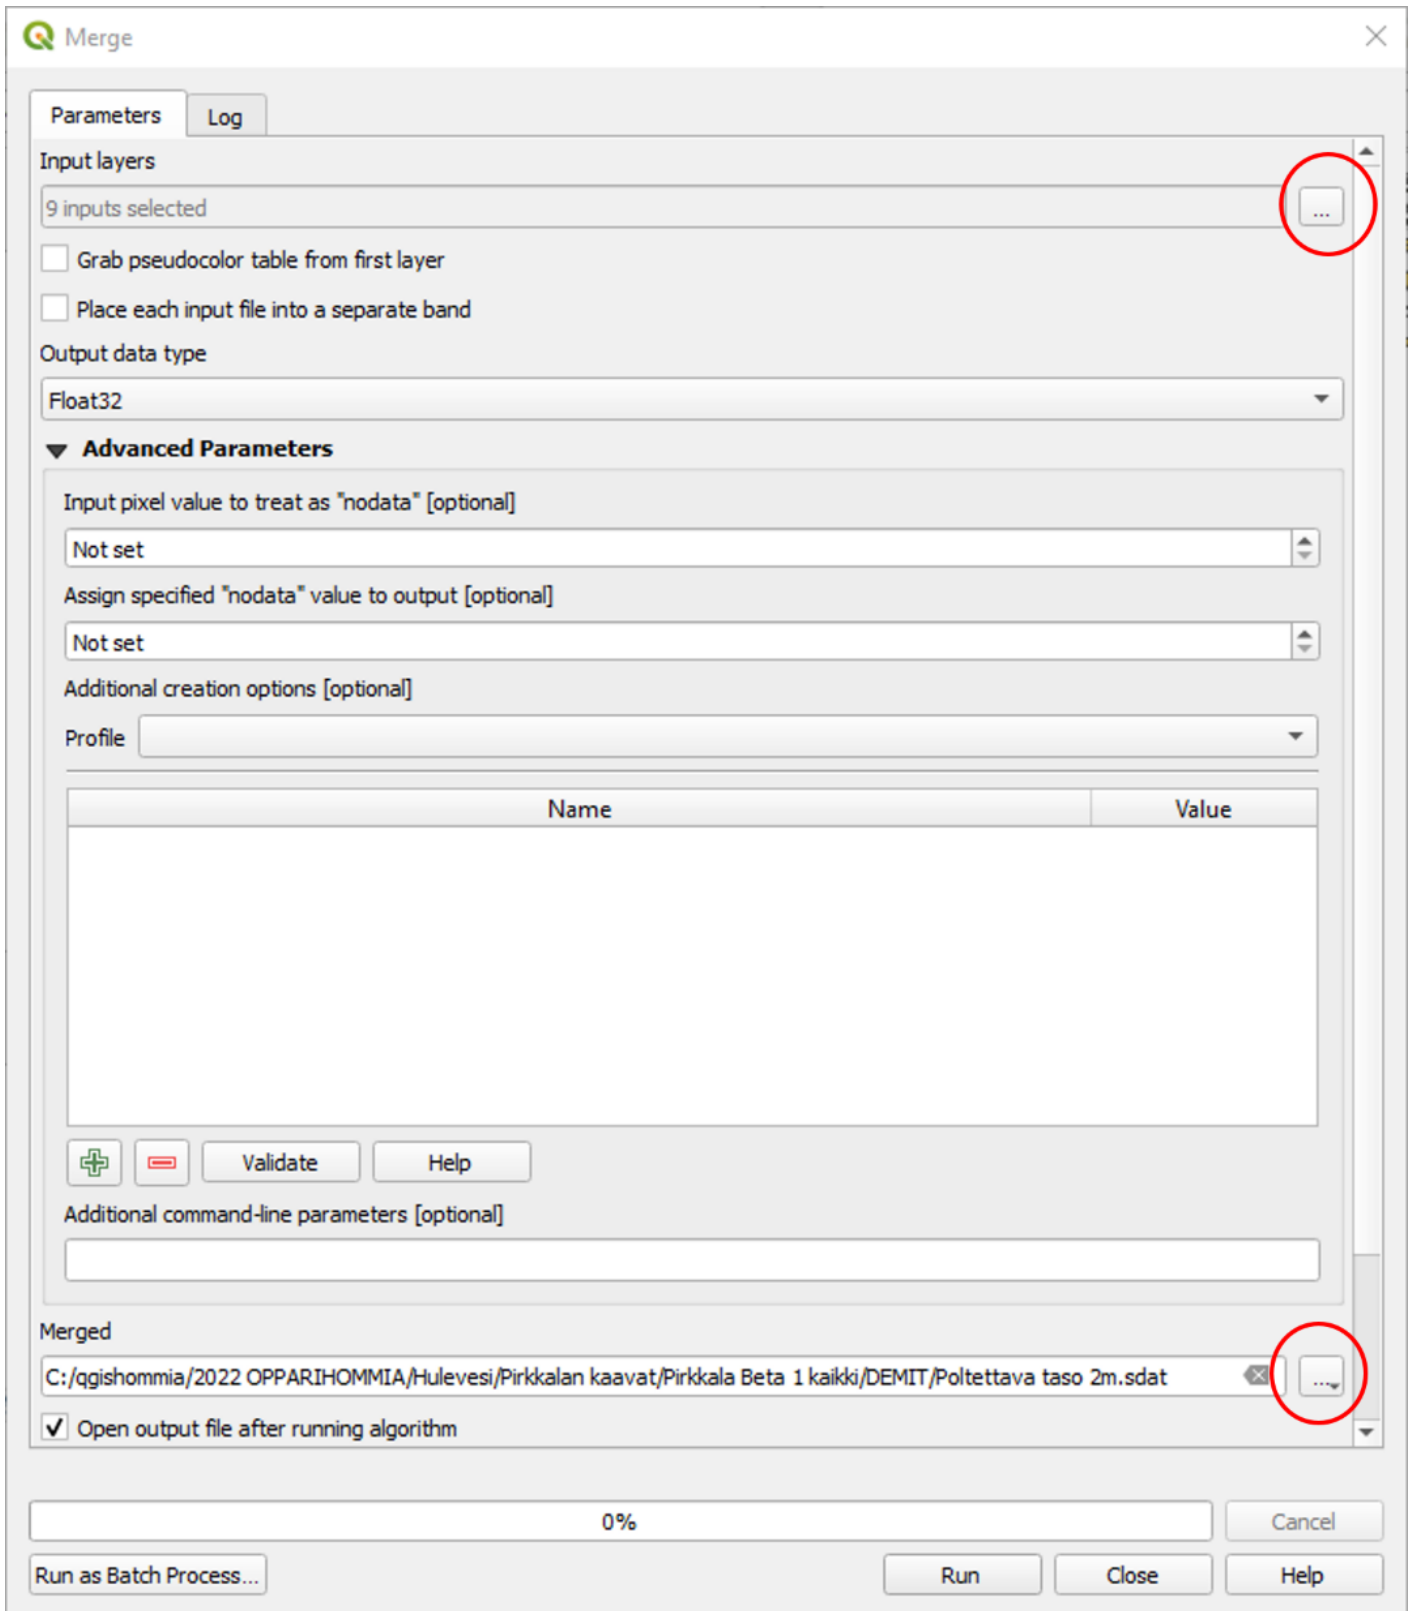 Merge
Parameters
Log
Input layers
9 inputs selected
...
Grab pseudocolor table from first layer
Place each input file into a separate band
Output data type
Float32
Advanced Parameters
Input pixel value to treat as "nodata" [optional]
Not set
Assign specified "nodata" value to output [optional]
Not set
Additional creation options [optional]
Profile
Name
Value
Validate
Help
Additional command-line parameters [optional]
Merged
C:/qgishommia/2022 OPPARIHOMMIA/Hulevesi/Pirkkalan kaavat/Pirkkala Beta 1 kaikki/DEMIT/Poltettava taso 2m.sdat
...
Open output file after running algorithm
0%
Cancel
Run as Batch Process...
Run
Close
Help